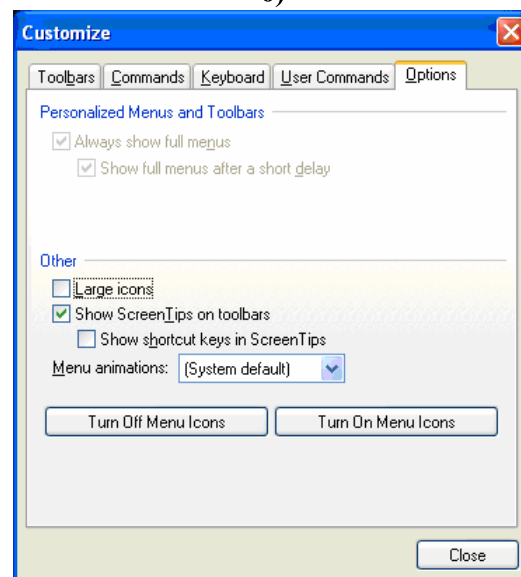 Customize
Toolbars Commands Keyboard User Commands Options
Personalized Menus and Toolbars
Always show full menus
Show full menus after a short delay
Other
Large icons
Show ScreenTips on toolbars
Show shortcut keys in ScreenTips
Menu animations: (System default)
Turn Off Menu Icons Turn On Menu Icons
Close